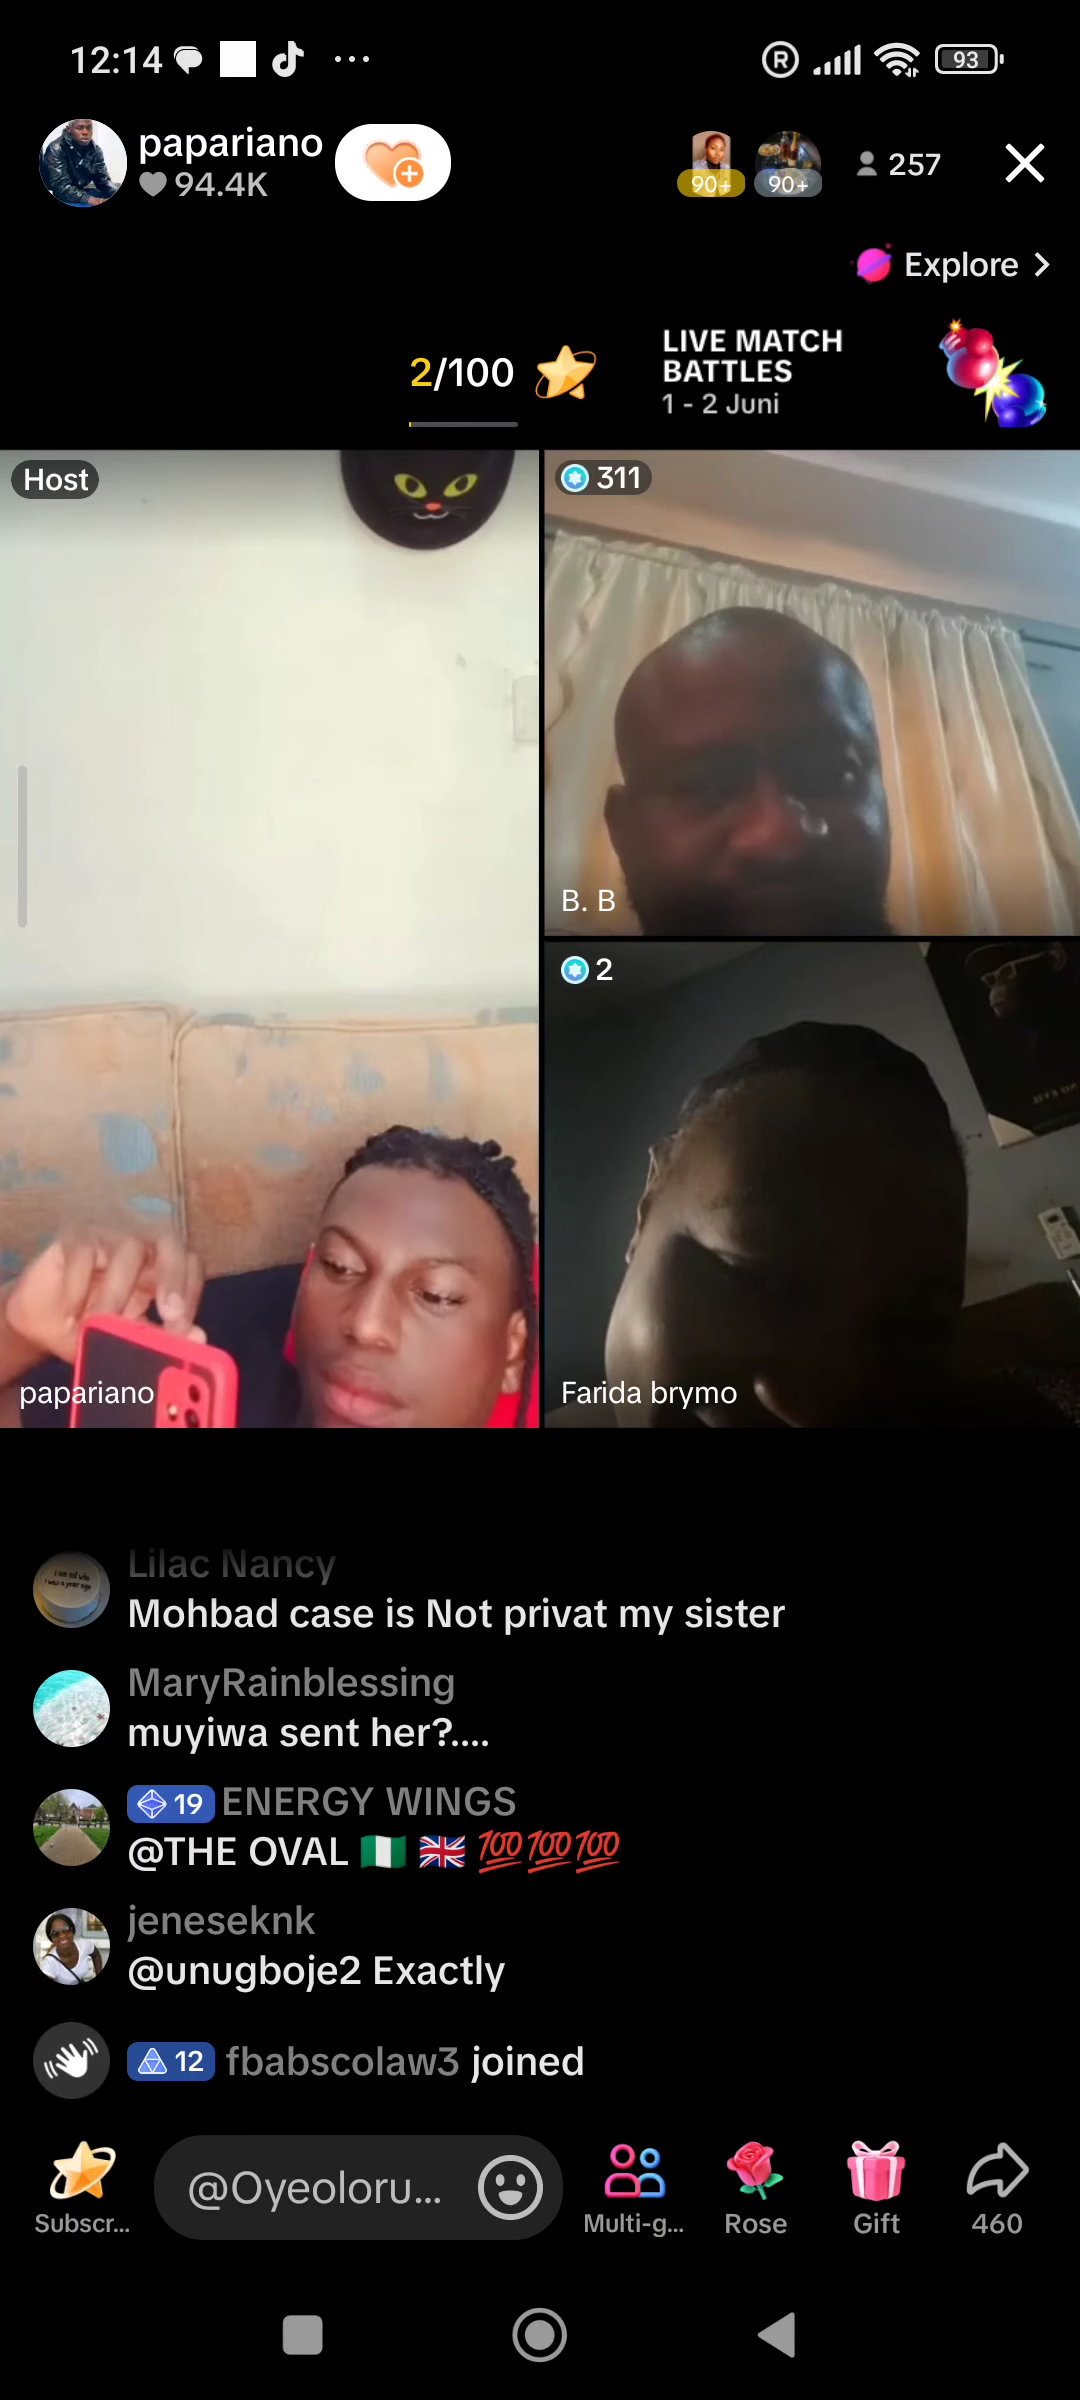 12:14
93
papariano
94.4K
90+
90+
257
Explore
2/100
LIVE MATCH
BATTLES
1 - 2 Juni
Host
311
B. B
2
papariano
Farida brymo
Lilac Nancy
Mohbad case is Not privat my sister
MaryRainblessing
muyiwa sent her?....
19 ENERGY WINGS
@THE OVAL 🇳🇬 🇬🇧 💯💯💯
jeneseknk
@unugboje2 Exactly
12 fbabscolaw3 joined
@Oyeoloru...
Subscr...
Multi-g...
Rose
Gift
460